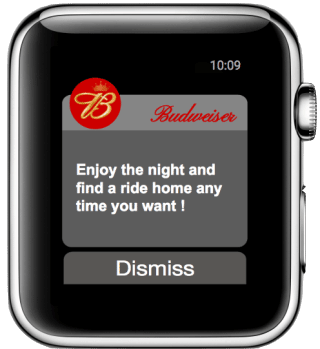 10:09
B
Budweiser
Enjoy the night and
find a ride home any
time you want !
Dismiss